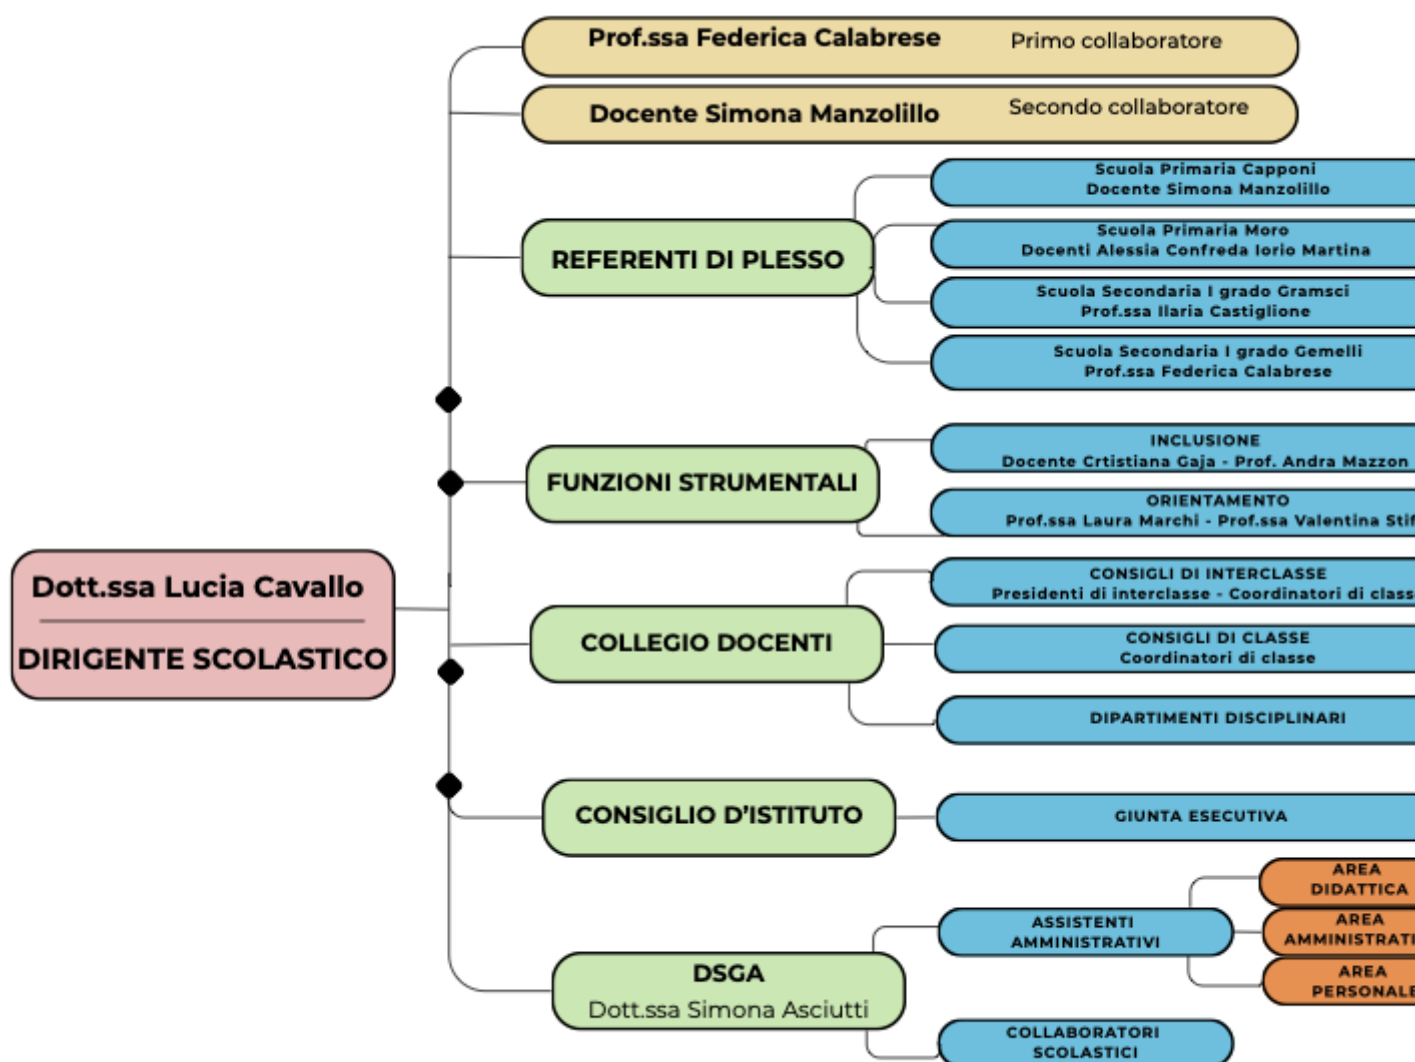 Prof.ssa Federica Calabrese Primo collaboratore
Docente Simona Manzolillo Secondo collaboratore
Scuola Primaria Capponi
Docente Simona Manzolillo
REFERENTI DI PLESSO
Scuola Primaria Moro
Docenti Alessia Confreda Iorio Martina
Scuola Secondaria I grado Gramsci
Prof.ssa Ilaria Castiglione
Scuola Secondaria I grado Gemelli
Prof.ssa Federica Calabrese
FUNZIONI STRUMENTALI
INCLUSIONE
Docente Crtistiana Gaja - Prof. Andra Mazzon
ORIENTAMENTO
Prof.ssa Laura Marchi - Prof.ssa Valentina Stif
Dott.ssa Lucia Cavallo
DIRIGENTE SCOLASTICO
COLLEGIO DOCENTI
CONSIGLI DI INTERCLASSE
Presidenti di interclasse - Coordinatori di class
CONSIGLI DI CLASSE
Coordinatori di classe
DIPARTIMENTI DISCIPLINARI
CONSIGLIO D'ISTITUTO
GIUNTA ESECUTIVA
DSGA
Dott.ssa Simona Asciutti
ASSISTENTI
AMMINISTRATIVI
AREA
DIDATTICA
AREA
AMMINISTRATI
AREA
PERSONALE
COLLABORATORI
SCOLASTICI